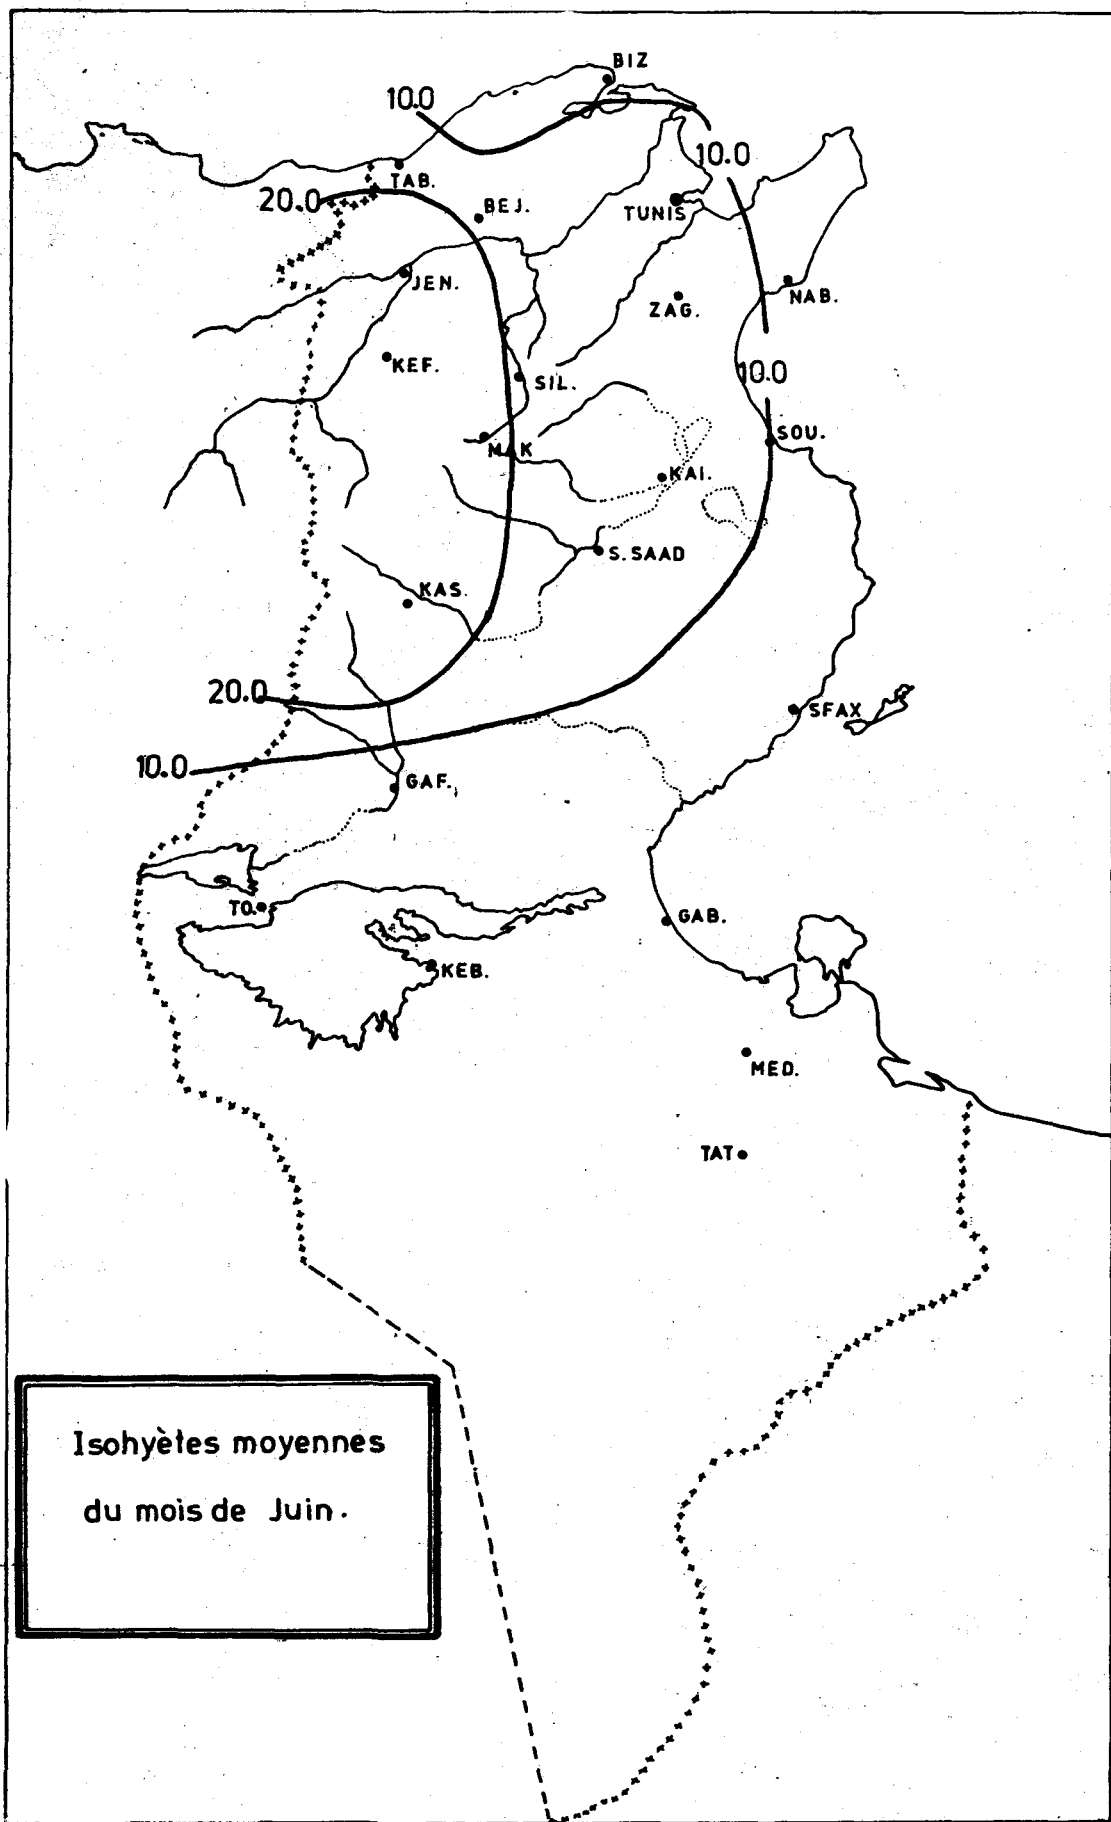 BIZ
10.0
10.0
TAB.
20.0
BEJ.
TUNIS
JEN.
NAB.
ZAG.
KEF.
10.0
SIL.
SOU.
MAK
KAI.
S.SAAD
KAS.
20.0
SFAX
10.0
GAF.
TO.
GAB.
KEB.
MED.
TAT
Isohyètes moyennes
du mois de Juin.